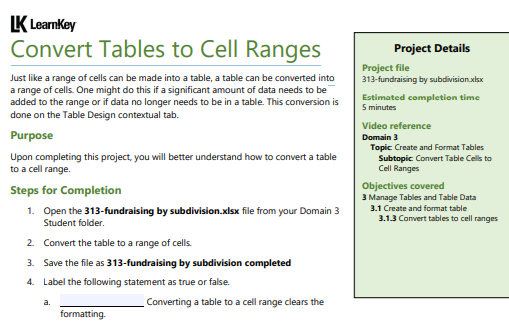 LK LearnKey
Convert Tables to Cell Ranges
Just like a range of cells can be made into a table, a table can be converted into
a range of cells. One might do this if a significant amount of data needs to be
added to the range or if data no longer needs to be in a table. This conversion is
done on the Table Design contextual tab.
Purpose
Upon completing this project, you will better understand how to convert a table
to a cell range.
Steps for Completion
1. Open the 313-fundraising by subdivision.xlsx file from your Domain 3
Student folder.
2. Convert the table to a range of cells.
3. Save the file as 313-fundraising by subdivision completed
4. Label the following statement as true or false.
a. Converting a table to a cell range clears the
formatting.
Project Details
Project file
313-fundraising by subdivision.xlsx
Estimated completion time
5 minutes
Video reference
Domain 3
Topic: Create and Format Tables
Subtopic: Convert Table Cells to
Cell Ranges
Objectives covered
3 Manage Tables and Table Data
3.1 Create and format table
3.1.3 Convert tables to cell ranges